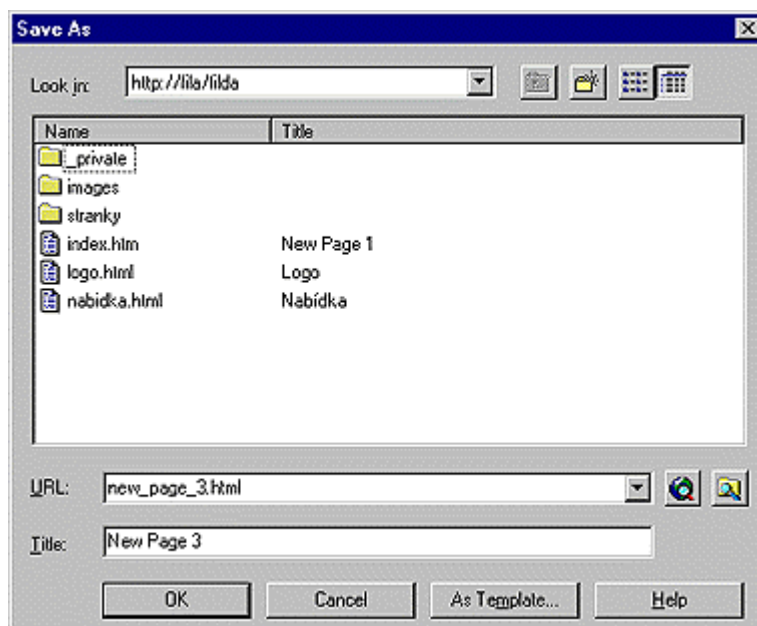 Save As
Look in: http://lila/lilda
Name Title
_private
images
stranky
index.htm New Page 1
logo.html Logo
nabidka.html Nabídka
URL: new_page_3.html
Title: New Page 3
OK Cancel As Template... Help